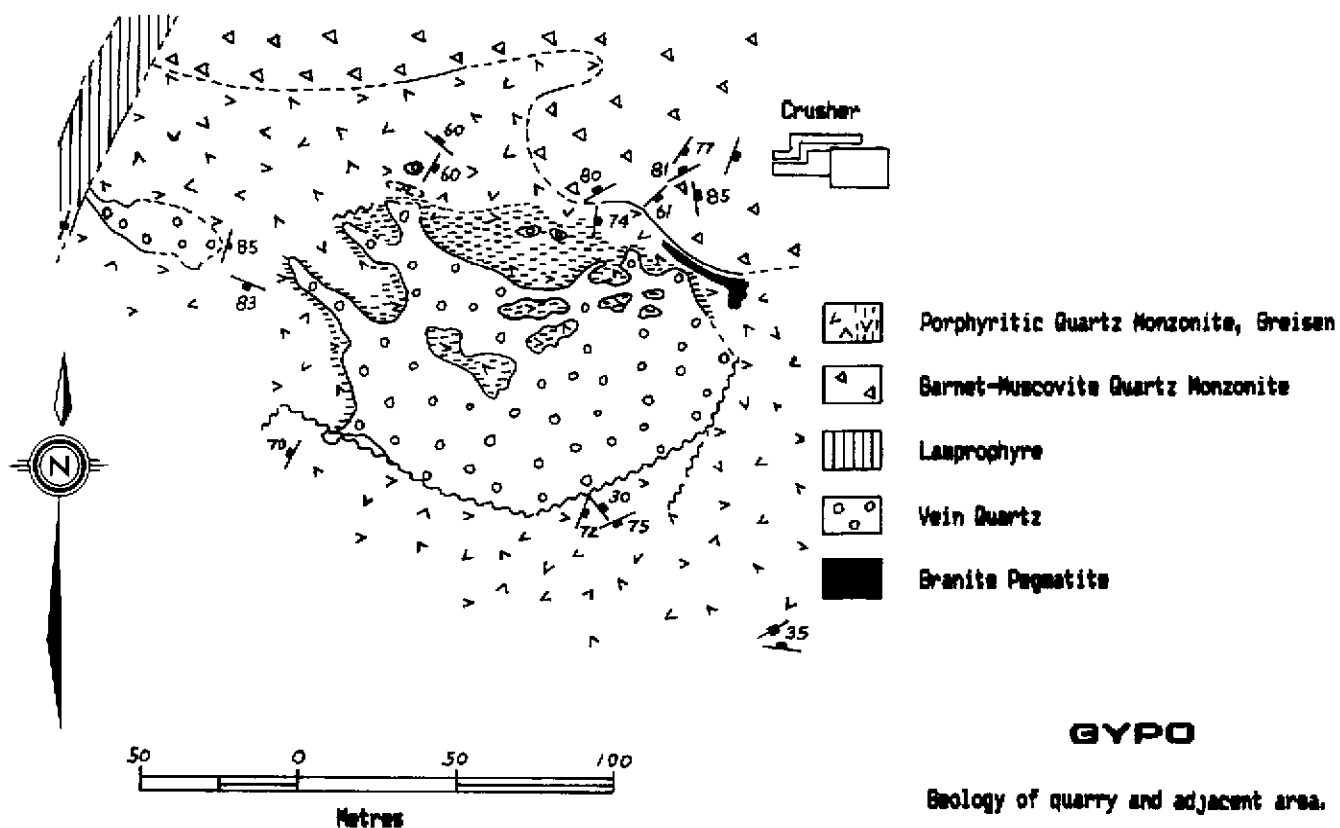 Crusher
60
77
60
80
81
85
74
61
85
83
Porphyritic Quartz Monzonite, Greisen
Garnet-Muscovite Quartz Monzonite
Lamprophyre
70
N
30
Vein Quartz
72
75
Granite Pegmatite
35
GYPO
50 0 50 100
Metres
Geology of quarry and adjacent area.